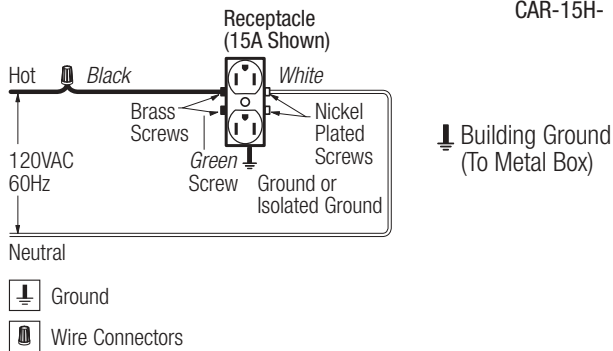 CAR-15H-
Receptacle
(15A Shown)
Hot
Black
White
Brass
Screws
Nickel
Plated
Screws
Green
Screw
Ground or
Isolated Ground
120VAC
60Hz
Neutral
Building Ground
(To Metal Box)
Ground
Wire Connectors